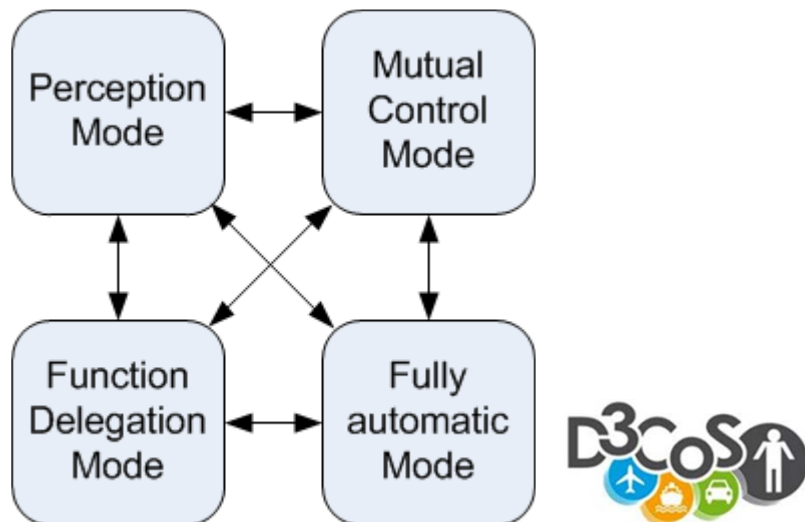 Perception
Mode
Mutual
Control
Mode
Function
Delegation
Mode
Fully
automatic
Mode
D3CoS